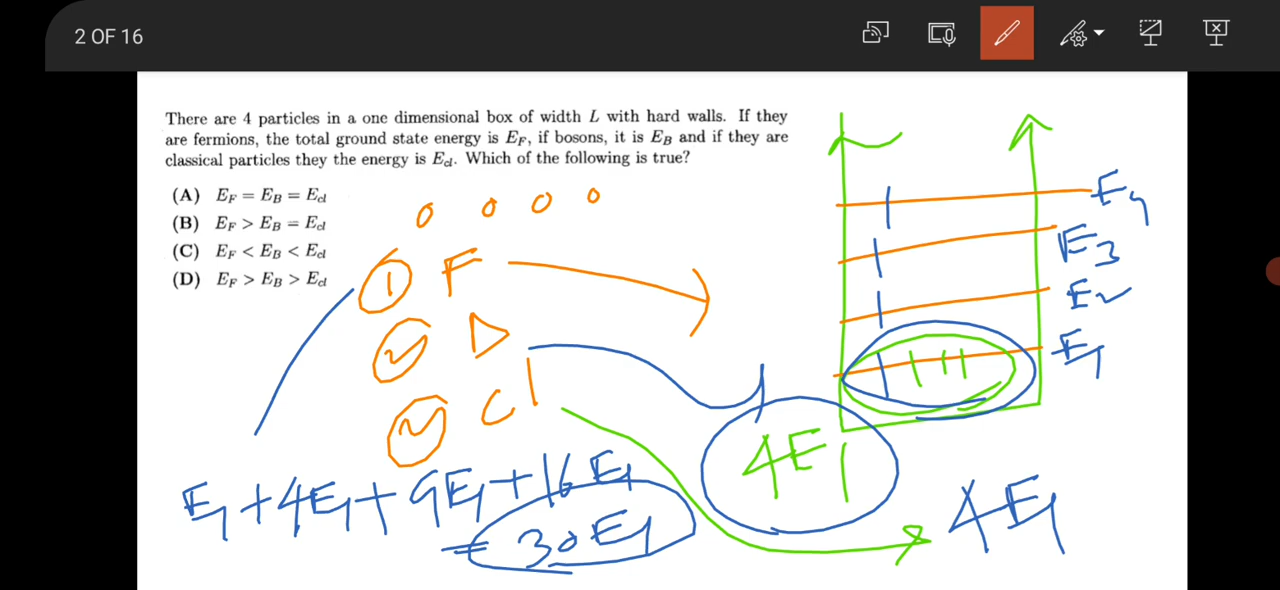 2 OF 16
There are 4 particles in a one dimensional box of width L with hard walls. If they
are fermions, the total ground state energy is E_F, if bosons, it is E_B and if they are
classical particles they the energy is E_cl. Which of the following is true?
(A) E_F = E_B = E_cl
(B) E_F > E_B = E_cl
(C) E_F < E_B < E_cl
(D) E_F > E_B > E_cl
① F
Cl
E4
E3
E2
E1
4E1
4E1
E1 + 4E1 + 9E1 + 16E1
= 30E1